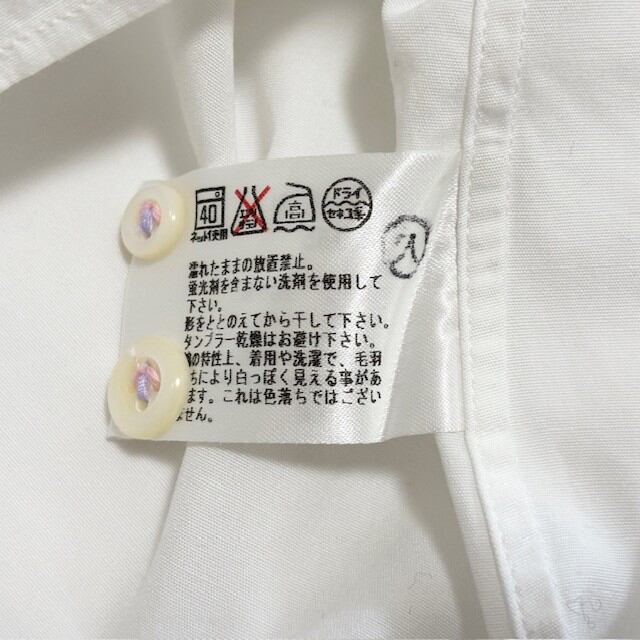 40
ネット使用
高
ドライ
セキユ系
濡れたままの放置禁止。
蛍光剤を含まない洗剤を使用して
下さい。
形をととのえてから干して下さい。
タンブラー乾燥はお避け下さい。
の特性上、着用や洗濯で、毛羽
ちにより白っぽく見える事があ
ます。これは色落ちではござい
せん。